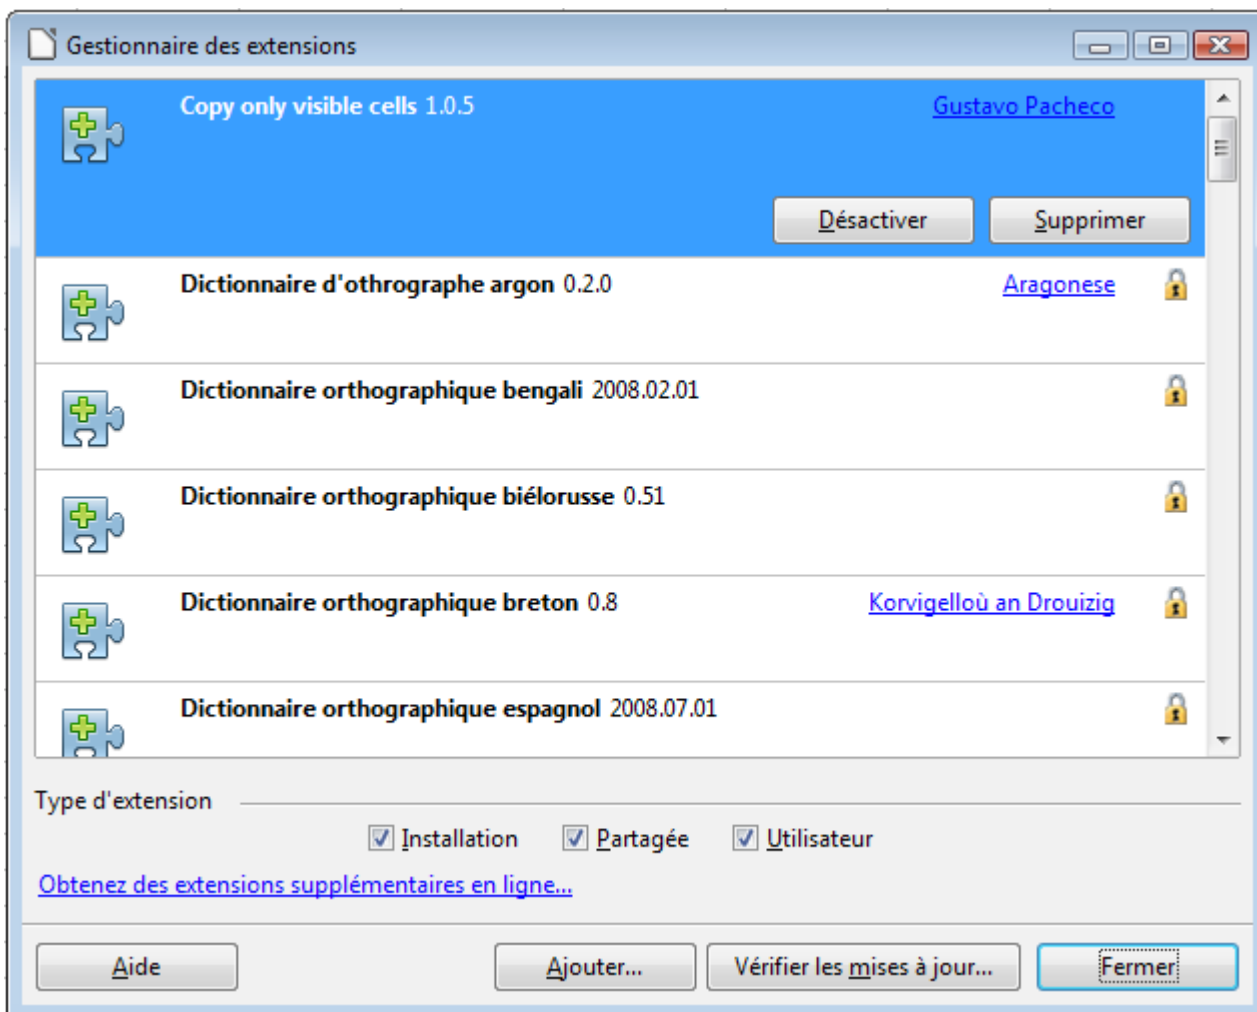 Gestionnaire des extensions
Copy only visible cells 1.0.5 Gustavo Pacheco
Désactiver Supprimer
Dictionnaire d'othrographe argon 0.2.0 Aragonese
Dictionnaire orthographique bengali 2008.02.01
Dictionnaire orthographique biélorusse 0.51
Dictionnaire orthographique breton 0.8 Korvigelloù an Drouizig
Dictionnaire orthographique espagnol 2008.07.01
Type d'extension
Installation Partagée Utilisateur
Obtenez des extensions supplémentaires en ligne...
Aide Ajouter... Vérifier les mises à jour... Fermer